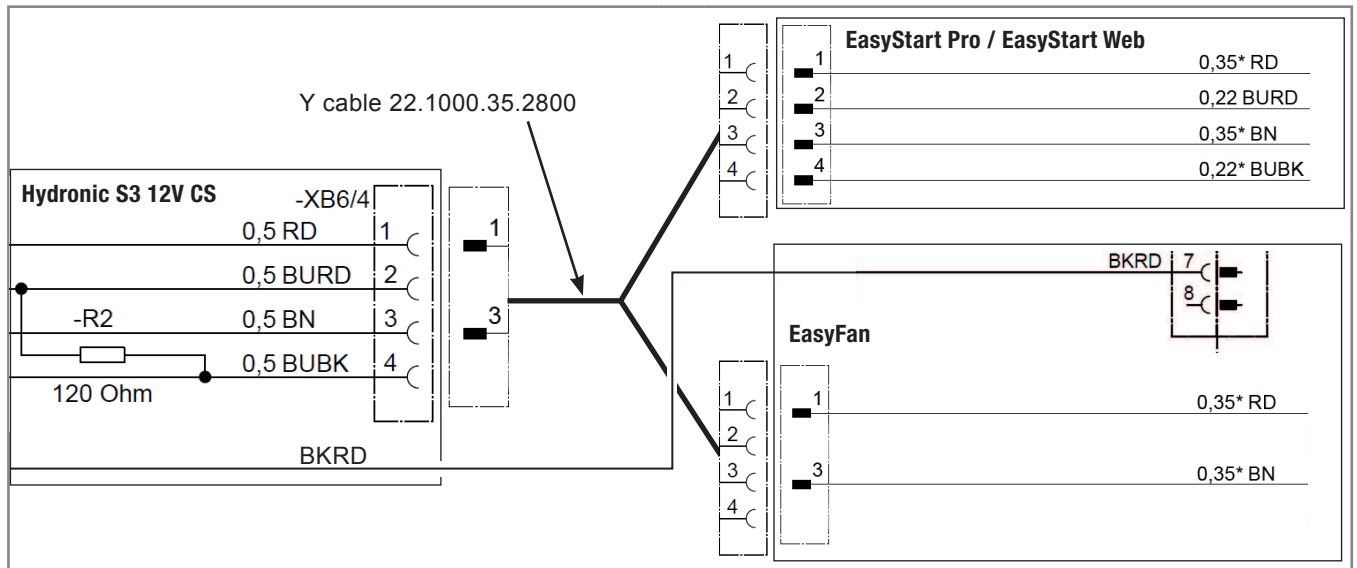 EasyStart Pro / EasyStart Web
1 1 0,35* RD
2 2 0,22 BURD
3 3 0,35* BN
4 4 0,22* BUBK
Y cable 22.1000.35.2800
Hydronic S3 12V CS
-XB6/4
0,5 RD 1 1
0,5 BURD 2
-R2 0,5 BN 3 3
0,5 BUBK 4
120 Ohm
BKRD
BKRD 7
8
EasyFan
1 1 0,35* RD
2
3 3 0,35* BN
4